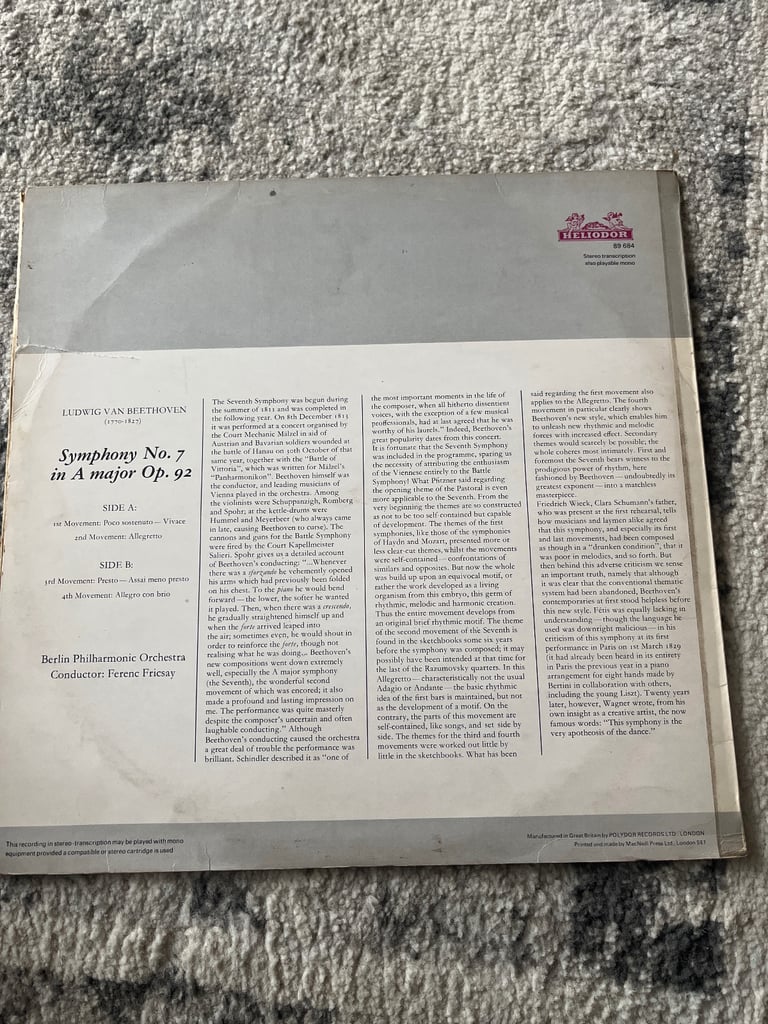 HELIODOR
89 684
Stereo transcription
also playable mono
LUDWIG VAN BEETHOVEN
(1770-1827)
Symphony No. 7
in A major Op. 92
SIDE A:
1st Movement: Poco sostenuto — Vivace
2nd Movement: Allegretto
SIDE B:
3rd Movement: Presto — Assai meno presto
4th Movement: Allegro con brio
Berlin Philharmonic Orchestra
Conductor: Ferenc Fricsay
The Seventh Symphony was begun during
the summer of 1811 and was completed in
the following year. On 8th December 1813
it was performed at a concert organised by
the Court Mechanic Mälzel in aid of
Austrian and Bavarian soldiers wounded at
the battle of Hanau on 30th October of that
same year, together with the "Battle of
Vittoria", which was written for Mälzel's
"Panharmonikon". Beethoven himself was
the conductor, and leading musicians of
Vienna played in the orchestra. Among
the violinists were Schuppanzigh, Romberg
and Spohr; at the kettle-drums were
Hummel and Meyerbeer (who always came
in late, causing Beethoven to curse). The
cannons and guns for the Battle Symphony
were fired by the Court Kapellmeister
Salieri. Spohr gives us a detailed account
of Beethoven's conducting: "...Whenever
there was a sforzando he vehemently opened
his arms which had previously been folded
on his chest. To the piano he would bend
forward — the lower, the softer he wanted
it played. Then, when there was a crescendo,
he gradually straightened himself up and
when the forte arrived leaped into
the air; sometimes even, he would shout in
order to reinforce the forte, though not
realising what he was doing... Beethoven's
new compositions went down extremely
well, especially the A major symphony
(the Seventh), the wonderful second
movement of which was encored; it also
made a profound and lasting impression on
me. The performance was quite masterly
despite the composer's uncertain and often
laughable conducting." Although
Beethoven's conducting caused the orchestra
a great deal of trouble the performance was
brilliant. Schindler described it as "one of
the most important moments in the life of
the composer, when all hitherto dissentient
voices, with the exception of a few musical
proffessionals, had at last agreed that he was
worthy of his laurels." Indeed, Beethoven's
great popularity dates from this concert.
It is fortunate that the Seventh Symphony
was included in the programme, sparing us
the necessity of attributing the enthusiasm
of the Viennese entirely to the Battle
Symphony! What Pfitzner said regarding
the opening theme of the Pastoral is even
more applicable to the Seventh. From the
very beginning the themes are so constructed
as not to be too self contained but capable
of development. The themes of the first
symphonies, like those of the symphonies
of Haydn and Mozart, presented more or
less clear-cut themes, whilst the movements
were self-contained — confrontations of
similars and opposites. But now the whole
was build up upon an equivocal motif, or
rather the work developed as a living
organism from this embryo, this germ of
rhythmic, melodic and harmonic creation.
Thus the entire movement develops from
an original brief rhythmic motif. The theme
of the second movement of the Seventh is
found in the sketchbooks some six years
before the symphony was composed; it may
possibly have been intended at that time for
the last of the Razumovsky quartets. In this
Allegretto — characteristically not the usual
Adagio or Andante — the basic rhythmic
idea of the first bars is maintained, but not
as the development of a motif. On the
contrary, the parts of this movement are
self-contained, like songs, and set side by
side. The themes for the third and fourth
movements were worked out little by
little in the sketchbooks. What has been
said regarding the first movement also
applies to the Allegretto. The fourth
movement in particular clearly shows
Beethoven's new style, which enables him
to unleash new rhythmic and melodic
forces with increased effect. Secondary
themes would scarcely be possible; the
whole coheres most intimately. First and
foremost the Seventh bears witness to the
prodigious power of rhythm, here
fashioned by Beethoven — undoubtedly its
greatest exponent — into a matchless
masterpiece.
Friedrich Wieck, Clara Schumann's father,
who was present at the first rehearsal, tells
how musicians and laymen alike agreed
that this symphony, and especially its first
and last movements, had been composed
as though in a "drunken condition", that it
was poor in melodies, and so forth. But
then behind this adverse criticism we sense
an important truth, namely that although
it was clear that the conventional thematic
system had been abandoned, Beethoven's
contemporaries at first stood helpless before
this new style. Fétis was equally lacking in
understanding — though the language he
used was downright malicious — in his
criticism of this symphony at its first
performance in Paris on 1st March 1829
(it had already been heard in its entirety
in Paris the previous year in a piano
arrangement for eight hands made by
Bertini in collaboration with others,
including the young Liszt). Twenty years
later, however, Wagner wrote, from his
own insight as a creative artist, the now
famous words: "This symphony is the
very apotheosis of the dance."
This recording in stereo-transcription may be played with mono
equipment provided a compatible or stereo cartridge is used
Manufactured in Great Britain by POLYDOR RECORDS LTD. LONDON
Printed and made by MacNeill Press Ltd., London SE1